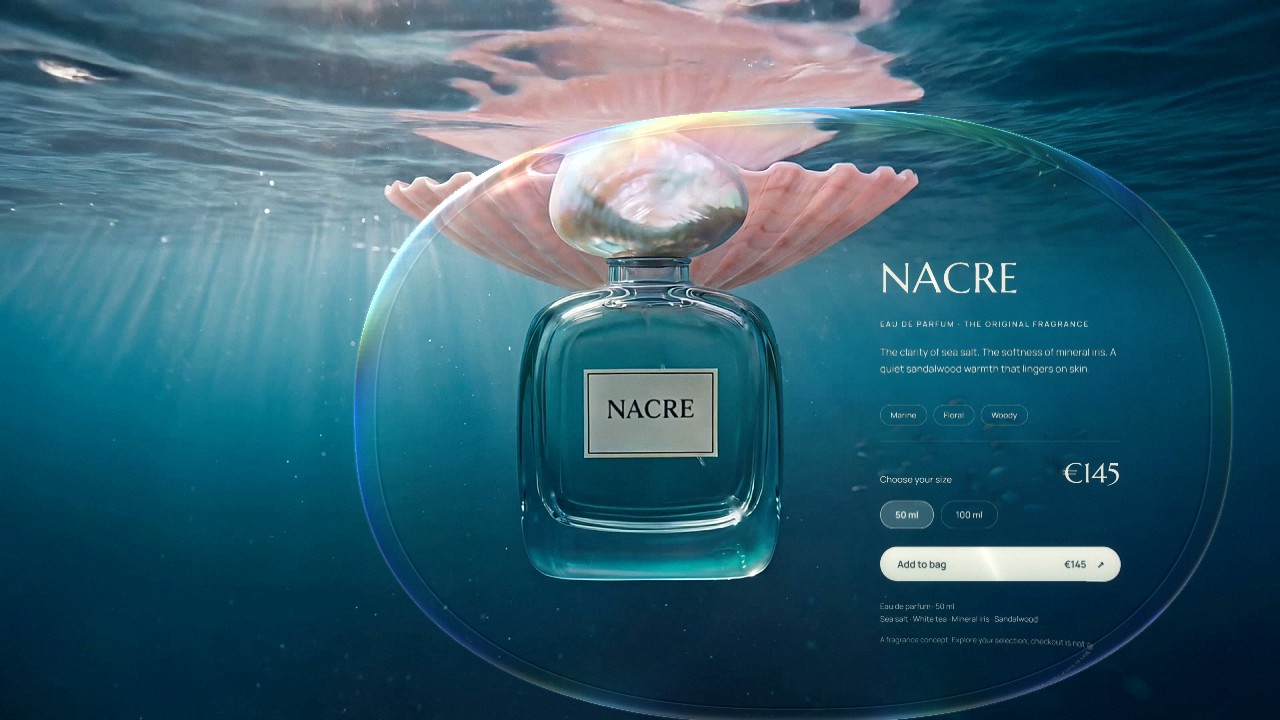 NACRE
EAU DE PARFUM · THE ORIGINAL FRAGRANCE
The clarity of sea salt. The softness of mineral iris. A
quiet sandalwood warmth that lingers on skin.
Marine Floral Woody
Choose your size €145
50 ml 100 ml
Add to bag €145 ↗
Eau de parfum · 50 ml
Sea salt · White tea · Mineral iris · Sandalwood
A fragrance concept. Explore your selection; checkout is not
NACRE